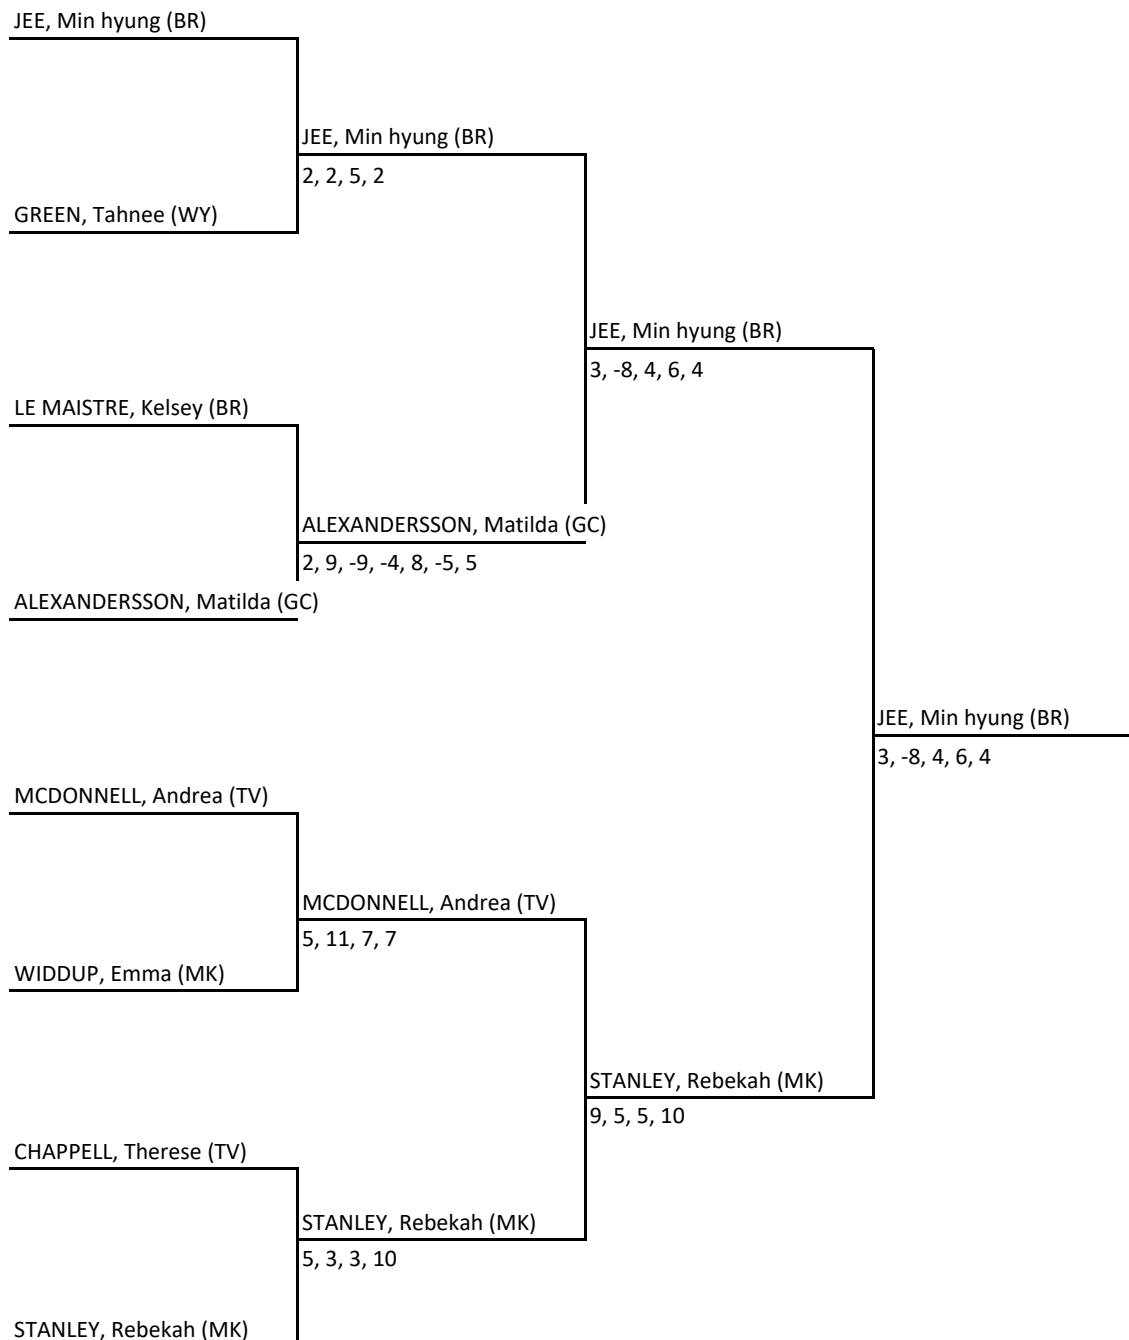 JEE, Min hyung (BR)
JEE, Min hyung (BR)
2, 2, 5, 2
GREEN, Tahnee (WY)
JEE, Min hyung (BR)
3, -8, 4, 6, 4
LE MAISTRE, Kelsey (BR)
ALEXANDERSSON, Matilda (GC)
2, 9, -9, -4, 8, -5, 5
ALEXANDERSSON, Matilda (GC)
JEE, Min hyung (BR)
3, -8, 4, 6, 4
MCDONNELL, Andrea (TV)
MCDONNELL, Andrea (TV)
5, 11, 7, 7
WIDDUP, Emma (MK)
STANLEY, Rebekah (MK)
9, 5, 5, 10
CHAPPELL, Therese (TV)
STANLEY, Rebekah (MK)
5, 3, 3, 10
STANLEY, Rebekah (MK)